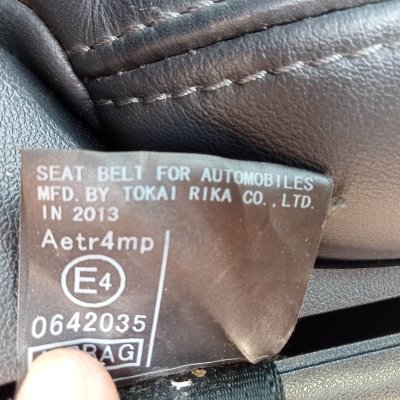 SEAT BELT FOR AUTOMOBILES
MFD. BY TOKAI RIKA CO., LTD.
IN 2013
Aetr4mp
E4
0642035